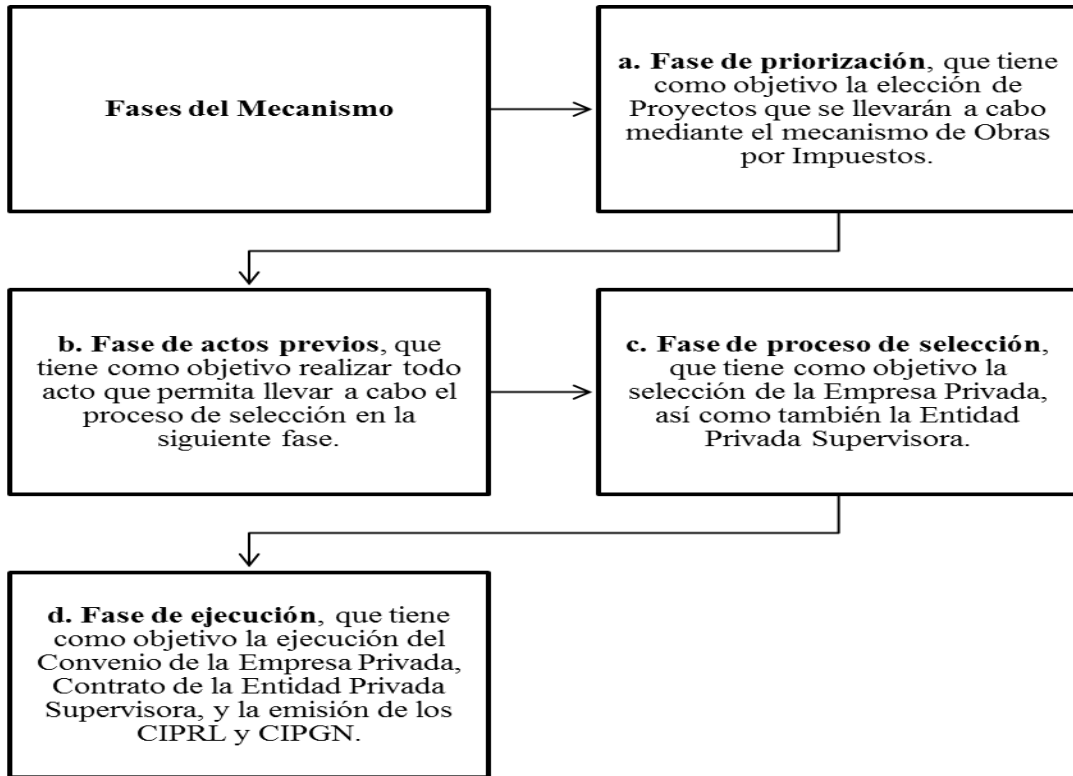 Fases del Mecanismo
a. Fase de priorización, que tiene
como objetivo la elección de
Proyectos que se llevarán a cabo
mediante el mecanismo de Obras
por Impuestos.
b. Fase de actos previos, que
tiene como objetivo realizar todo
acto que permita llevar a cabo el
proceso de selección en la
siguiente fase.
c. Fase de proceso de selección,
que tiene como objetivo la
selección de la Empresa Privada,
así como también la Entidad
Privada Supervisora.
d. Fase de ejecución, que tiene
como objetivo la ejecución del
Convenio de la Empresa Privada,
Contrato de la Entidad Privada
Supervisora, y la emisión de los
CIPRL y CIPGN.